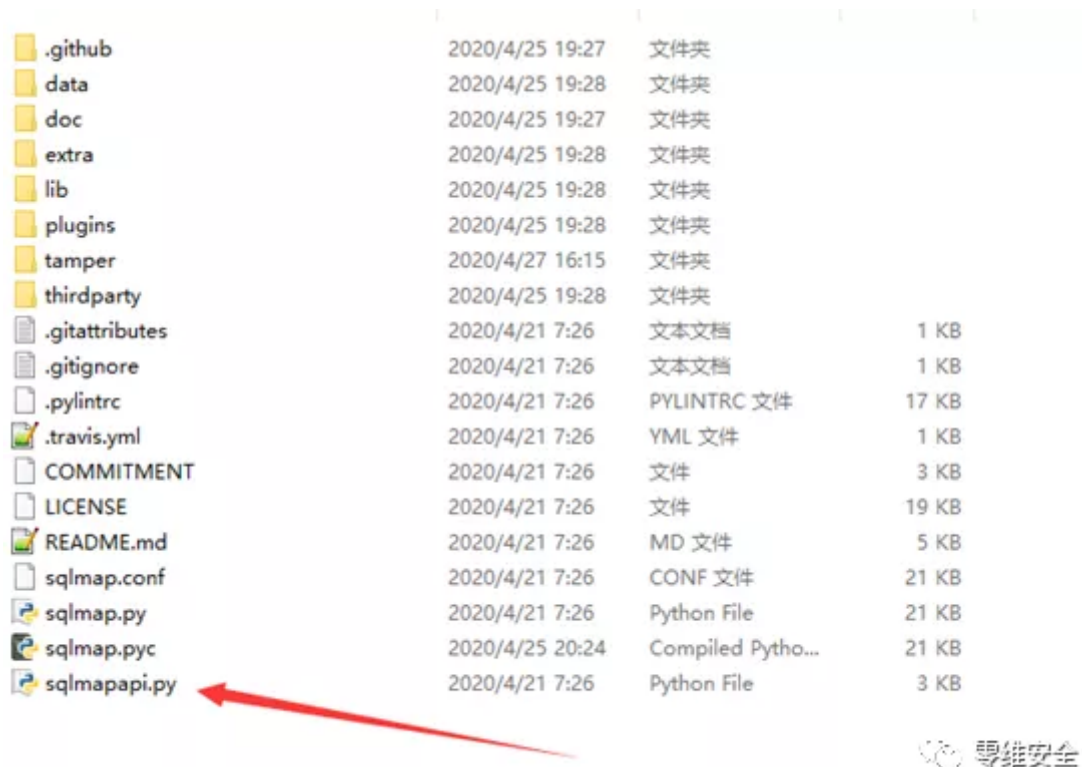 .github 2020/4/25 19:27 文件夹
data 2020/4/25 19:28 文件夹
doc 2020/4/25 19:27 文件夹
extra 2020/4/25 19:28 文件夹
lib 2020/4/25 19:28 文件夹
plugins 2020/4/25 19:28 文件夹
tamper 2020/4/27 16:15 文件夹
thirdparty 2020/4/25 19:28 文件夹
.gitattributes 2020/4/21 7:26 文本文档 1 KB
.gitignore 2020/4/21 7:26 文本文档 1 KB
.pylintrc 2020/4/21 7:26 PYLINTRC 文件 17 KB
.travis.yml 2020/4/21 7:26 YML 文件 1 KB
COMMITMENT 2020/4/21 7:26 文件 3 KB
LICENSE 2020/4/21 7:26 文件 19 KB
README.md 2020/4/21 7:26 MD 文件 5 KB
sqlmap.conf 2020/4/21 7:26 CONF 文件 21 KB
sqlmap.py 2020/4/21 7:26 Python File 21 KB
sqlmap.pyc 2020/4/25 20:24 Compiled Pytho... 21 KB
sqlmapapi.py 2020/4/21 7:26 Python File 3 KB
零维安全